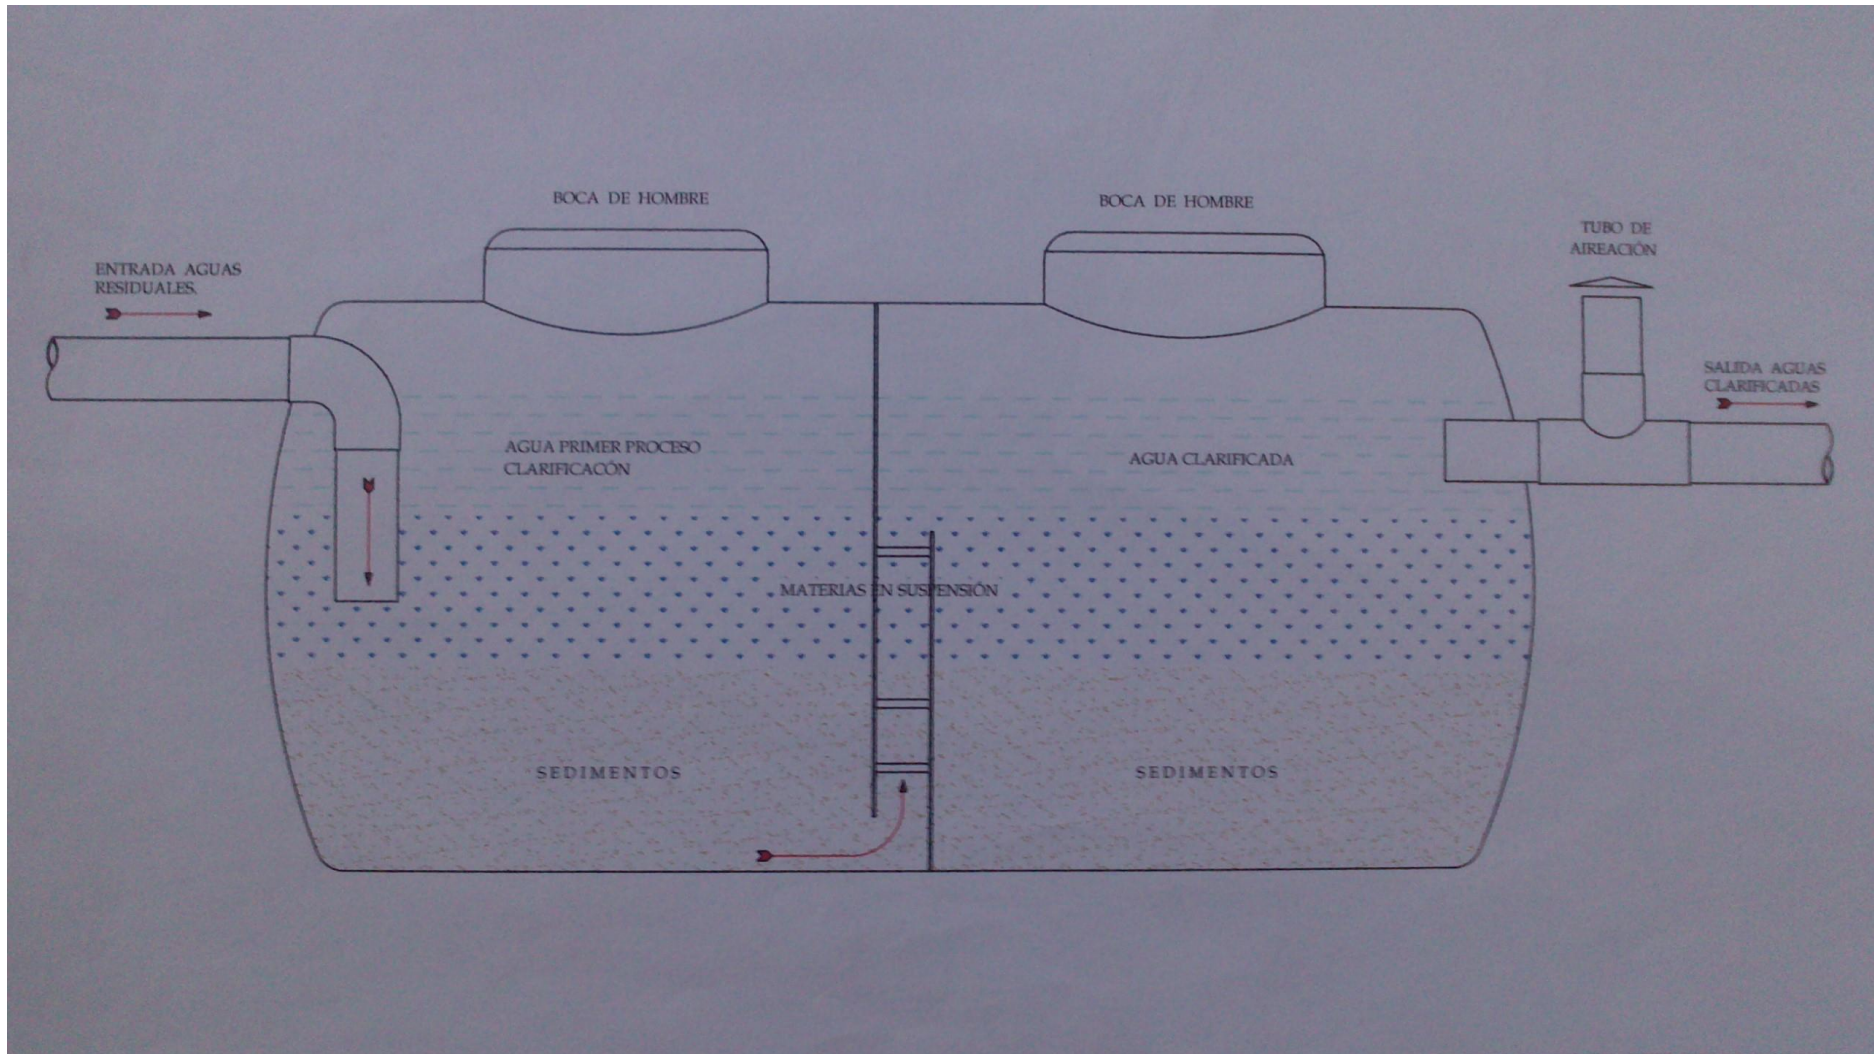 BOCA DE HOMBRE
BOCA DE HOMBRE
TUBO DE
AIREACIÓN
ENTRADA AGUAS
RESIDUALES.
SALIDA AGUAS
CLARIFICADAS
AGUA PRIMER PROCESO
CLARIFICACÓN
AGUA CLARIFICADA
MATERIAS EN SUSPENSIÓN
SEDIMENTOS
SEDIMENTOS